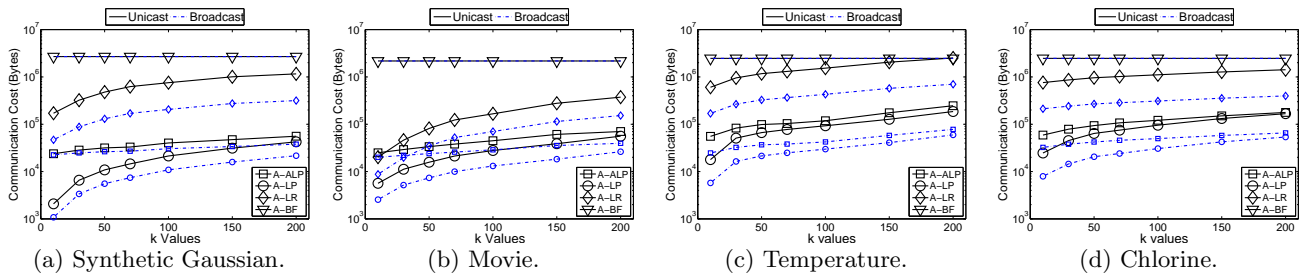 Unicast Broadcast
Communication Cost (Bytes)
10^7
10^6
10^5
10^4
10^3
0 50 100 150 200
k Values
A−ALP
A−LP
A−LR
A−BF
(a) Synthetic Gaussian.
Unicast Broadcast
Communication Cost (Bytes)
10^7
10^6
10^5
10^4
10^3
0 50 100 150 200
k Values
A−ALP
A−LP
A−LR
A−BF
(b) Movie.
Unicast Broadcast
Communication Cost (Bytes)
10^7
10^6
10^5
10^4
10^3
0 50 100 150 200
k values
A−ALP
A−LP
A−LR
A−BF
(c) Temperature.
Unicast Broadcast
Communication Cost (Bytes)
10^7
10^6
10^5
10^4
10^3
0 50 100 150 200
k values
A−ALP
A−LP
A−LR
A−BF
(d) Chlorine.